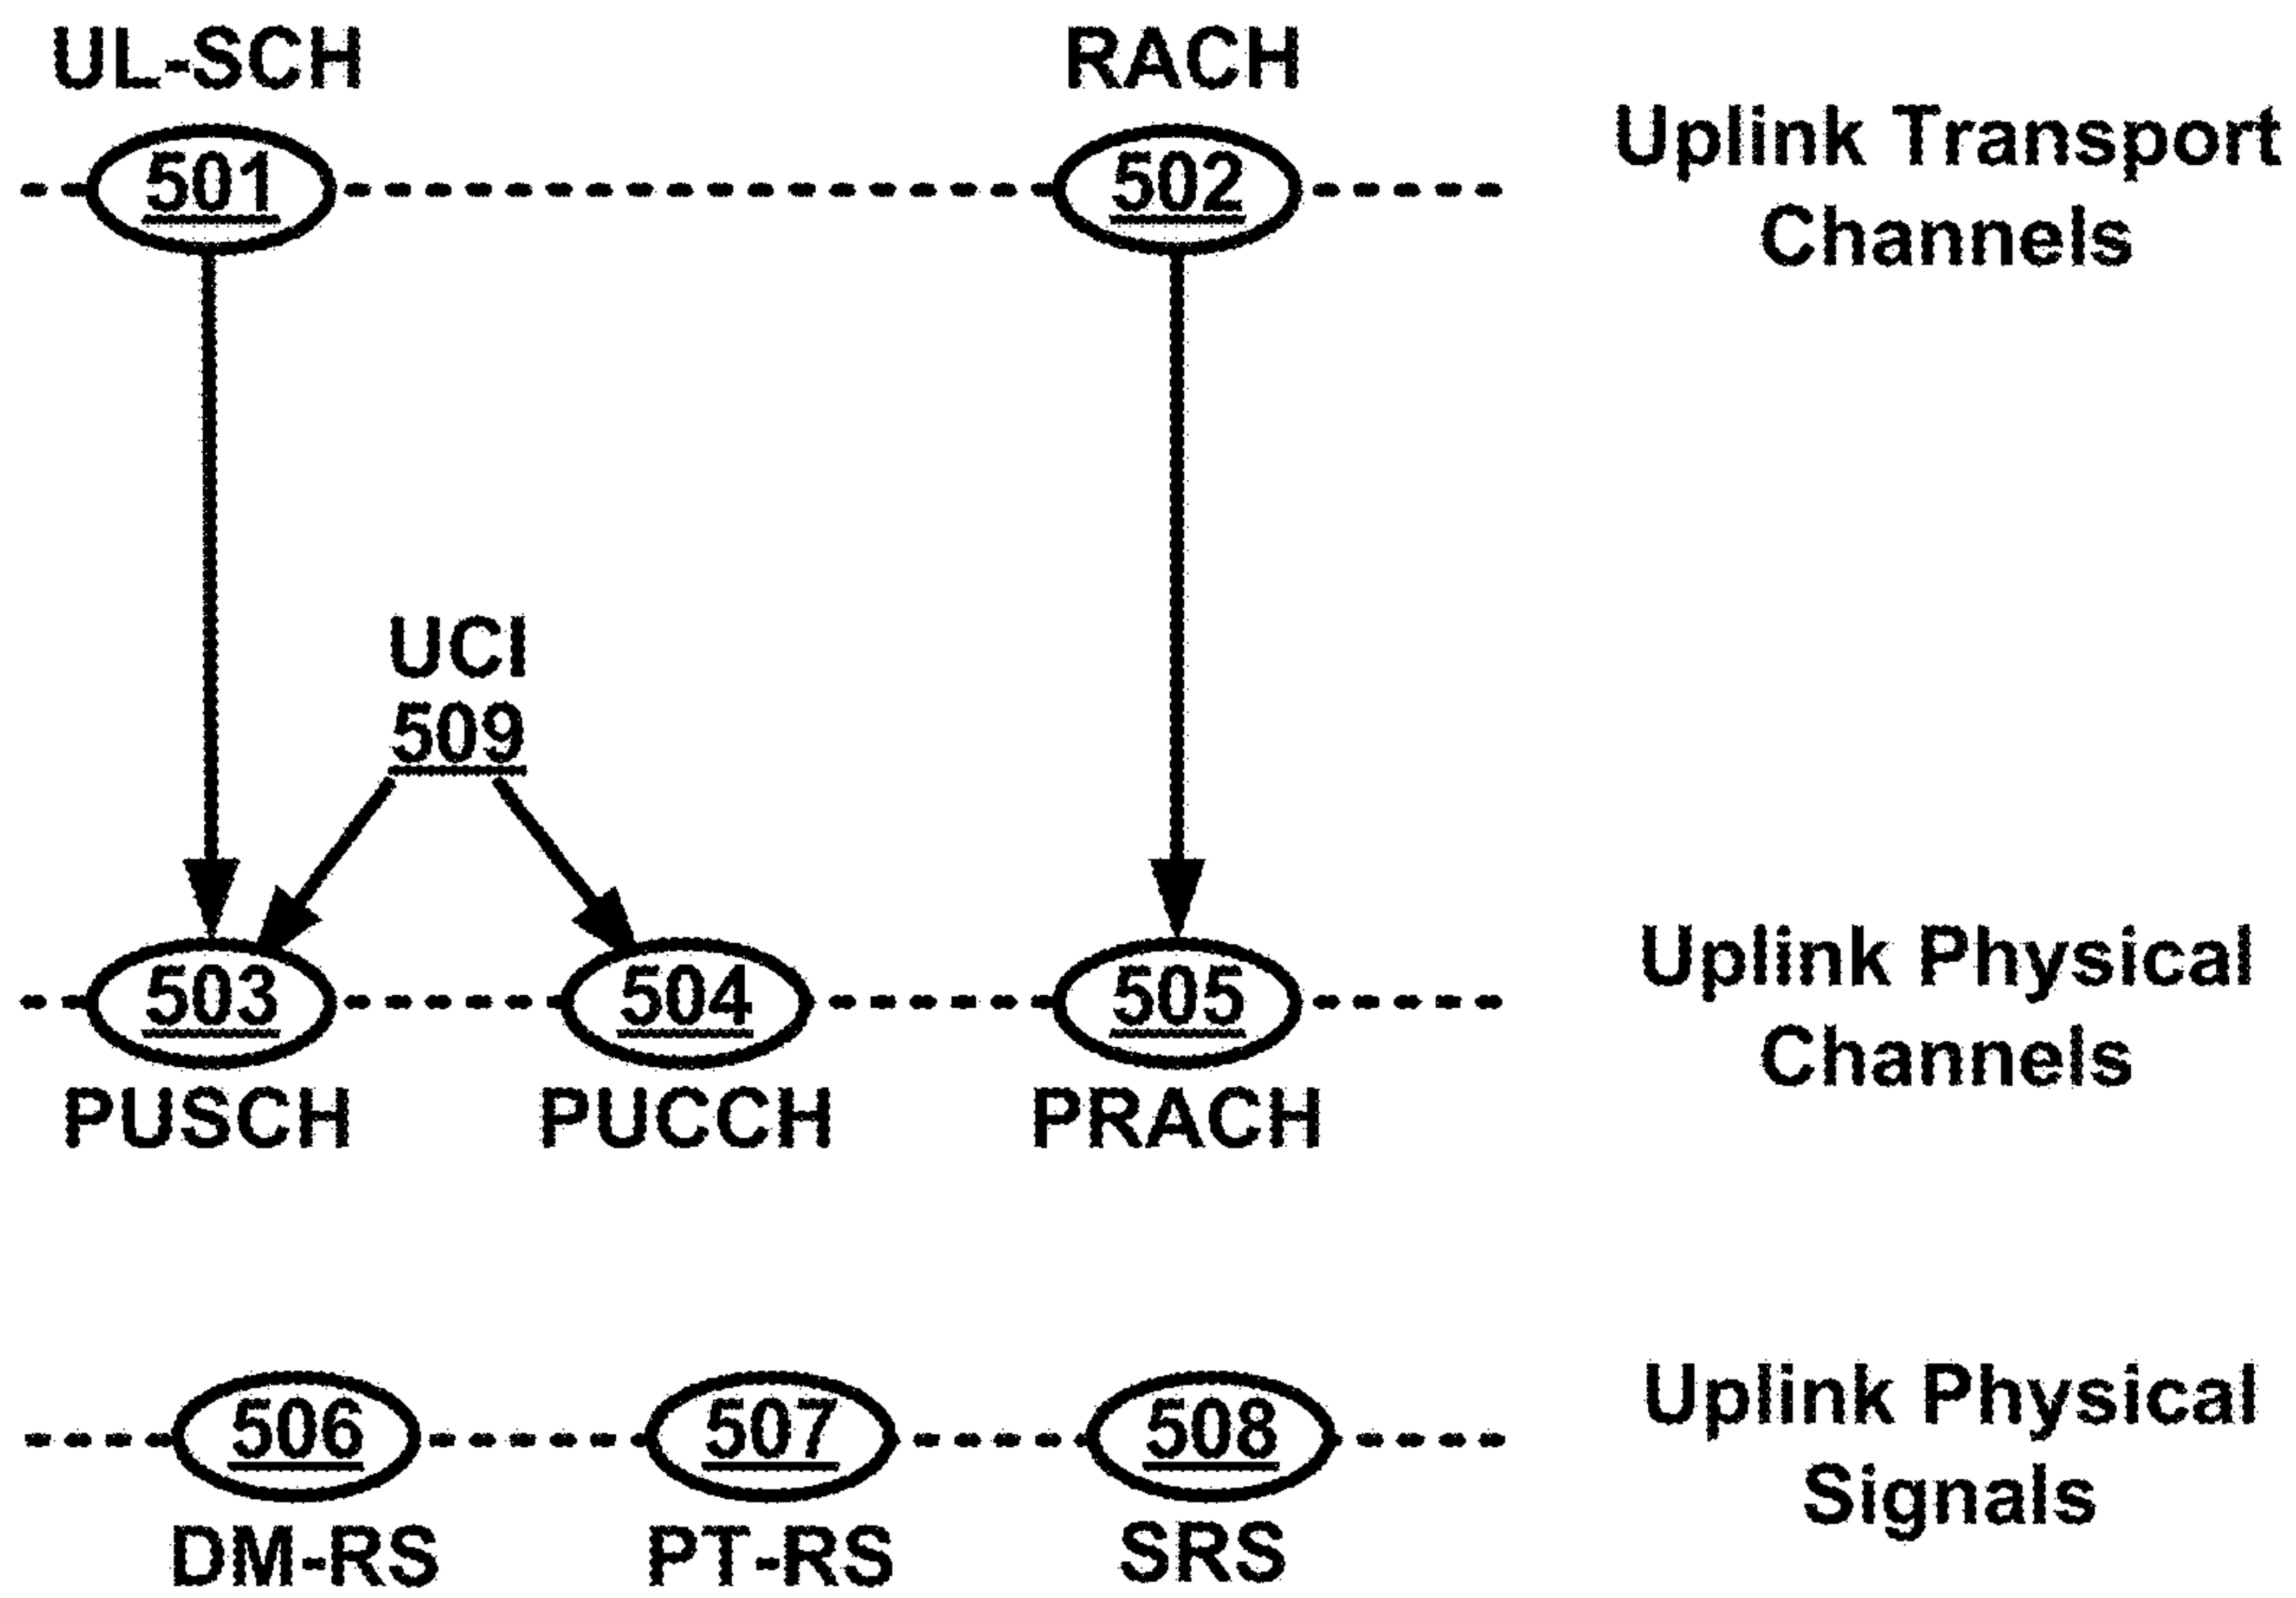 UL-SCH
RACH
501
502
Uplink Transport
Channels
UCI
509
503
504
505
Uplink Physical
Channels
PUSCH
PUCCH
PRACH
506
507
508
Uplink Physical
Signals
DM-RS
PT-RS
SRS